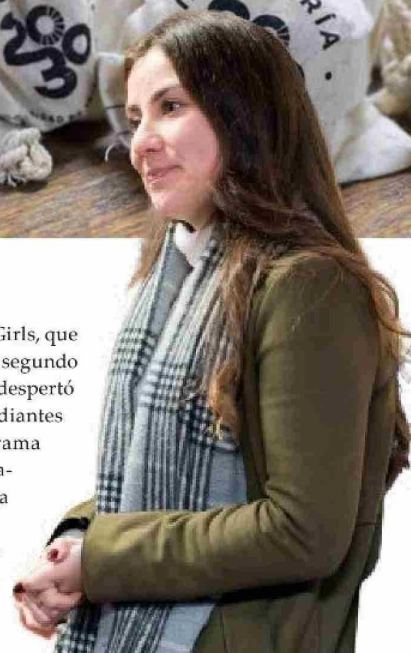 2030
RÍA
Girls, que
segundo
despertó
diantes
rama
a-
a